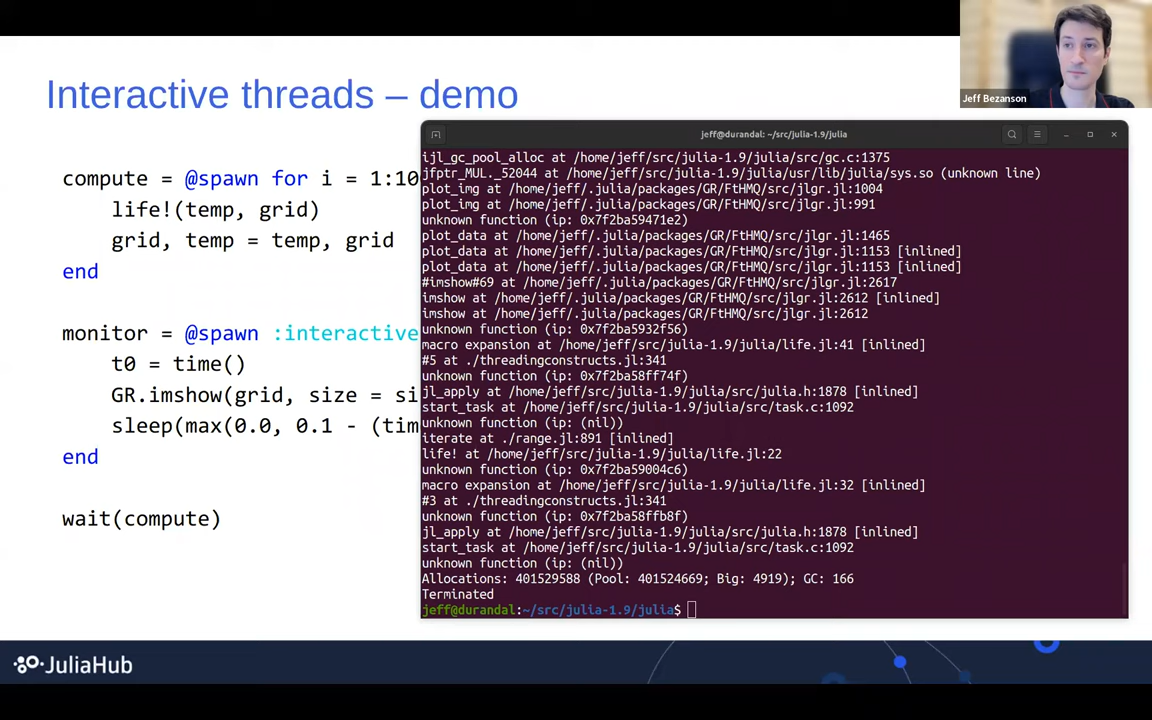 Interactive threads – demo
Jeff Bezanson
compute = @spawn for i = 1:10
life!(temp, grid)
grid, temp = temp, grid
end
monitor = @spawn :interactive
t0 = time()
GR.imshow(grid, size = si
sleep(max(0.0, 0.1 - (tim
end
wait(compute)
jeff@durandal: ~/src/julia-1.9/julia
ijl_gc_pool_alloc at /home/jeff/src/julia-1.9/julia/src/gc.c:1375
jfptr_MUL._52044 at /home/jeff/src/julia-1.9/julia/usr/lib/julia/sys.so (unknown line)
plot_img at /home/jeff/.julia/packages/GR/FtHMQ/src/jlgr.jl:1004
plot_img at /home/jeff/.julia/packages/GR/FtHMQ/src/jlgr.jl:991
unknown function (ip: 0x7f2ba59471e2)
plot_data at /home/jeff/.julia/packages/GR/FtHMQ/src/jlgr.jl:1465
plot_data at /home/jeff/.julia/packages/GR/FtHMQ/src/jlgr.jl:1153 [inlined]
plot_data at /home/jeff/.julia/packages/GR/FtHMQ/src/jlgr.jl:1153 [inlined]
#imshow#69 at /home/jeff/.julia/packages/GR/FtHMQ/src/jlgr.jl:2617
imshow at /home/jeff/.julia/packages/GR/FtHMQ/src/jlgr.jl:2612 [inlined]
imshow at /home/jeff/.julia/packages/GR/FtHMQ/src/jlgr.jl:2612
unknown function (ip: 0x7f2ba5932f56)
macro expansion at /home/jeff/src/julia-1.9/julia/life.jl:41 [inlined]
#5 at ./threadingconstructs.jl:341
unknown function (ip: 0x7f2ba58ff74f)
jl_apply at /home/jeff/src/julia-1.9/julia/src/julia.h:1878 [inlined]
start_task at /home/jeff/src/julia-1.9/julia/src/task.c:1092
unknown function (ip: (nil))
iterate at ./range.jl:891 [inlined]
life! at /home/jeff/src/julia-1.9/julia/life.jl:22
unknown function (ip: 0x7f2ba59004c6)
macro expansion at /home/jeff/src/julia-1.9/julia/life.jl:32 [inlined]
#3 at ./threadingconstructs.jl:341
unknown function (ip: 0x7f2ba58ffb8f)
jl_apply at /home/jeff/src/julia-1.9/julia/src/julia.h:1878 [inlined]
start_task at /home/jeff/src/julia-1.9/julia/src/task.c:1092
unknown function (ip: (nil))
Allocations: 401529588 (Pool: 401524669; Big: 4919); GC: 166
Terminated
jeff@durandal:~/src/julia-1.9/julia$
JuliaHub